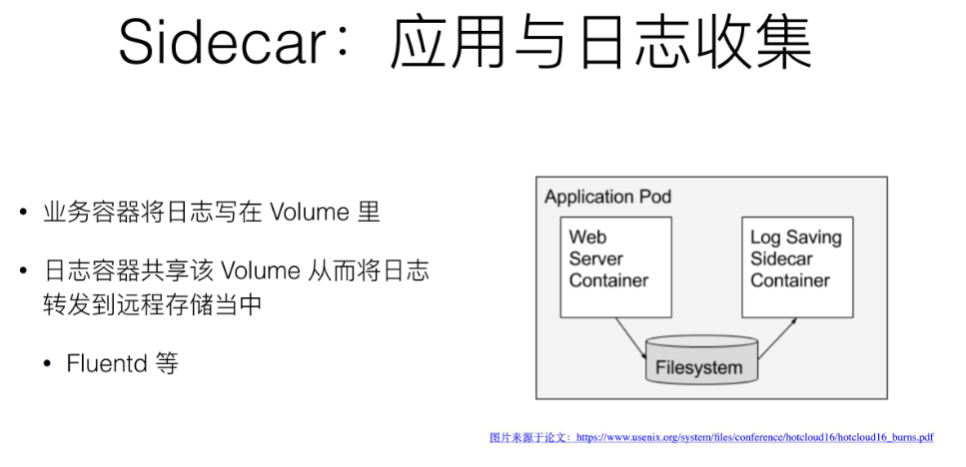 Sidecar：应用与日志收集
• 业务容器将日志写在 Volume 里
• 日志容器共享该 Volume 从而将日志
转发到远程存储当中
• Fluentd 等
Application Pod
Web
Server
Container
Log Saving
Sidecar
Container
Filesystem
图片来源于论文：https://www.usenix.org/system/files/conference/hotcloud16/hotcloud16_burns.pdf